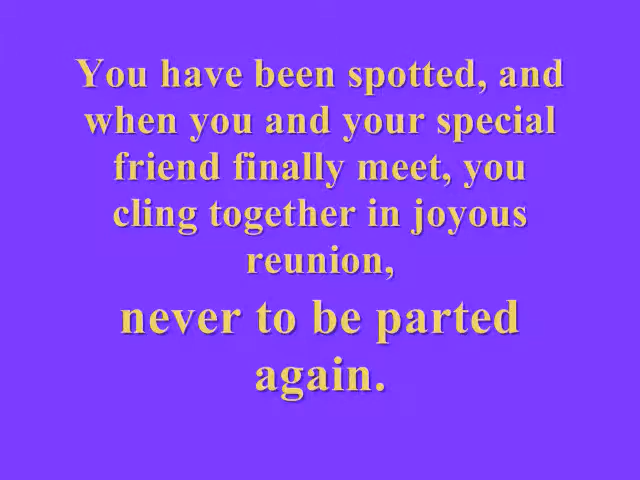 You have been spotted, and
when you and your special
friend finally meet, you
cling together in joyous
reunion,
never to be parted
again.